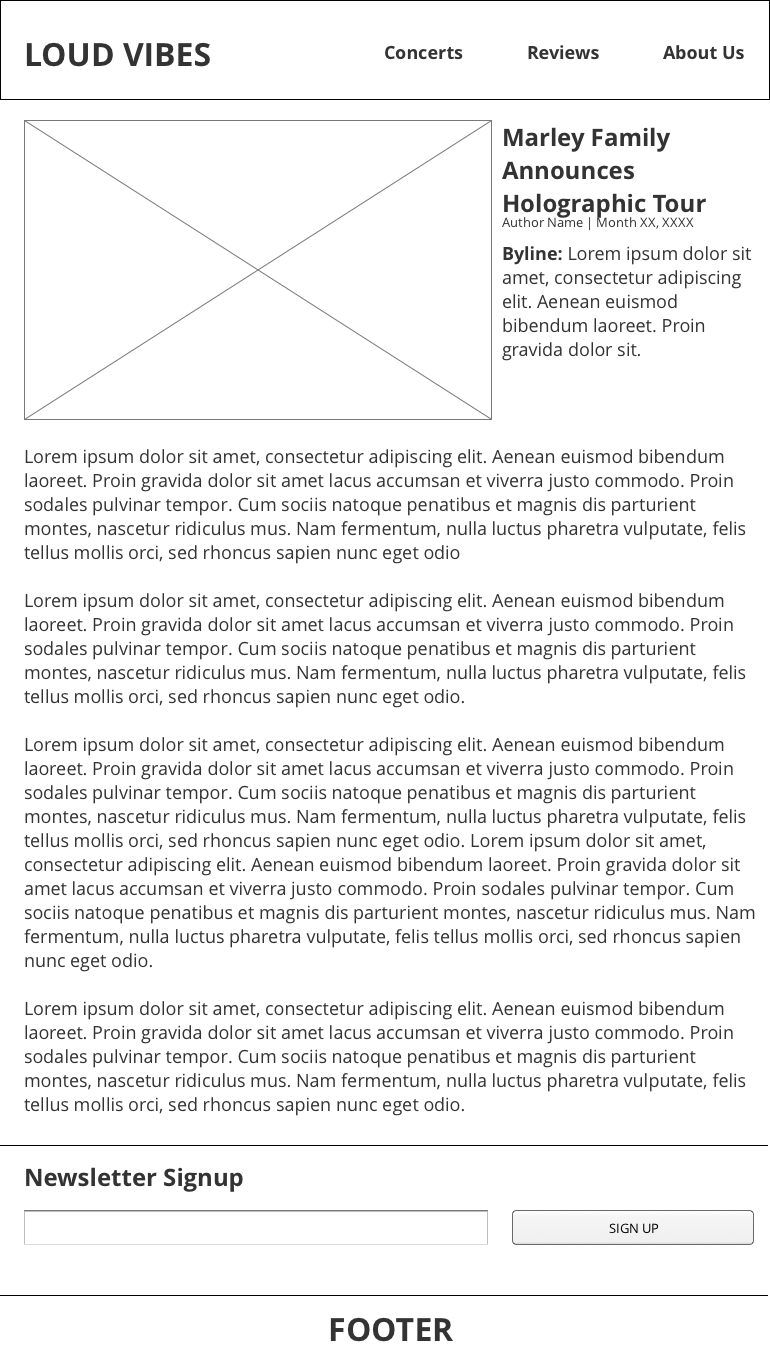 LOUD VIBES
Concerts
Reviews
About Us
Marley Family
Announces
Holographic Tour
Author Name | Month XX, XXXX
Byline: Lorem ipsum dolor sit
amet, consectetur adipiscing
elit. Aenean euismod
bibendum laoreet. Proin
gravida dolor sit.
Lorem ipsum dolor sit amet, consectetur adipiscing elit. Aenean euismod bibendum
laoreet. Proin gravida dolor sit amet lacus accumsan et viverra justo commodo. Proin
sodales pulvinar tempor. Cum sociis natoque penatibus et magnis dis parturient
montes, nascetur ridiculus mus. Nam fermentum, nulla luctus pharetra vulputate, felis
tellus mollis orci, sed rhoncus sapien nunc eget odio
Lorem ipsum dolor sit amet, consectetur adipiscing elit. Aenean euismod bibendum
laoreet. Proin gravida dolor sit amet lacus accumsan et viverra justo commodo. Proin
sodales pulvinar tempor. Cum sociis natoque penatibus et magnis dis parturient
montes, nascetur ridiculus mus. Nam fermentum, nulla luctus pharetra vulputate, felis
tellus mollis orci, sed rhoncus sapien nunc eget odio.
Lorem ipsum dolor sit amet, consectetur adipiscing elit. Aenean euismod bibendum
laoreet. Proin gravida dolor sit amet lacus accumsan et viverra justo commodo. Proin
sodales pulvinar tempor. Cum sociis natoque penatibus et magnis dis parturient
montes, nascetur ridiculus mus. Nam fermentum, nulla luctus pharetra vulputate, felis
tellus mollis orci, sed rhoncus sapien nunc eget odio. Lorem ipsum dolor sit amet,
consectetur adipiscing elit. Aenean euismod bibendum laoreet. Proin gravida dolor sit
amet lacus accumsan et viverra justo commodo. Proin sodales pulvinar tempor. Cum
sociis natoque penatibus et magnis dis parturient montes, nascetur ridiculus mus. Nam
fermentum, nulla luctus pharetra vulputate, felis tellus mollis orci, sed rhoncus sapien
nunc eget odio.
Lorem ipsum dolor sit amet, consectetur adipiscing elit. Aenean euismod bibendum
laoreet. Proin gravida dolor sit amet lacus accumsan et viverra justo commodo. Proin
sodales pulvinar tempor. Cum sociis natoque penatibus et magnis dis parturient
montes, nascetur ridiculus mus. Nam fermentum, nulla luctus pharetra vulputate, felis
tellus mollis orci, sed rhoncus sapien nunc eget odio.
Newsletter Signup
SIGN UP
FOOTER